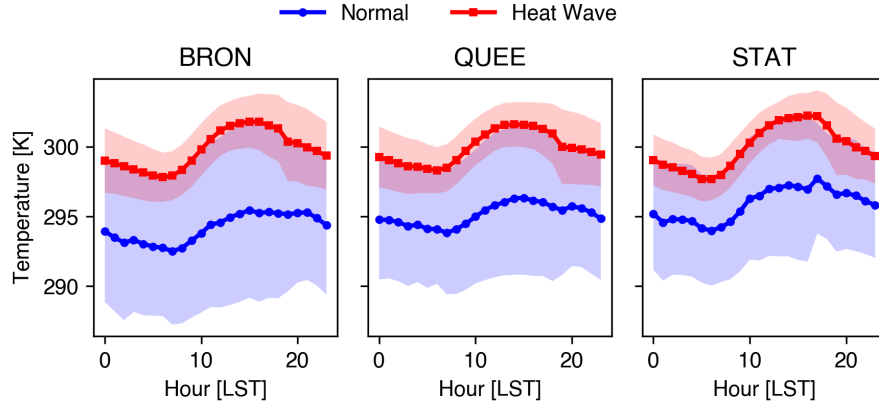 Normal Heat Wave
BRON QUEE STAT
Temperature [K]
300
295
290
0 10 20 0 10 20 0 10 20
Hour [LST] Hour [LST] Hour [LST]